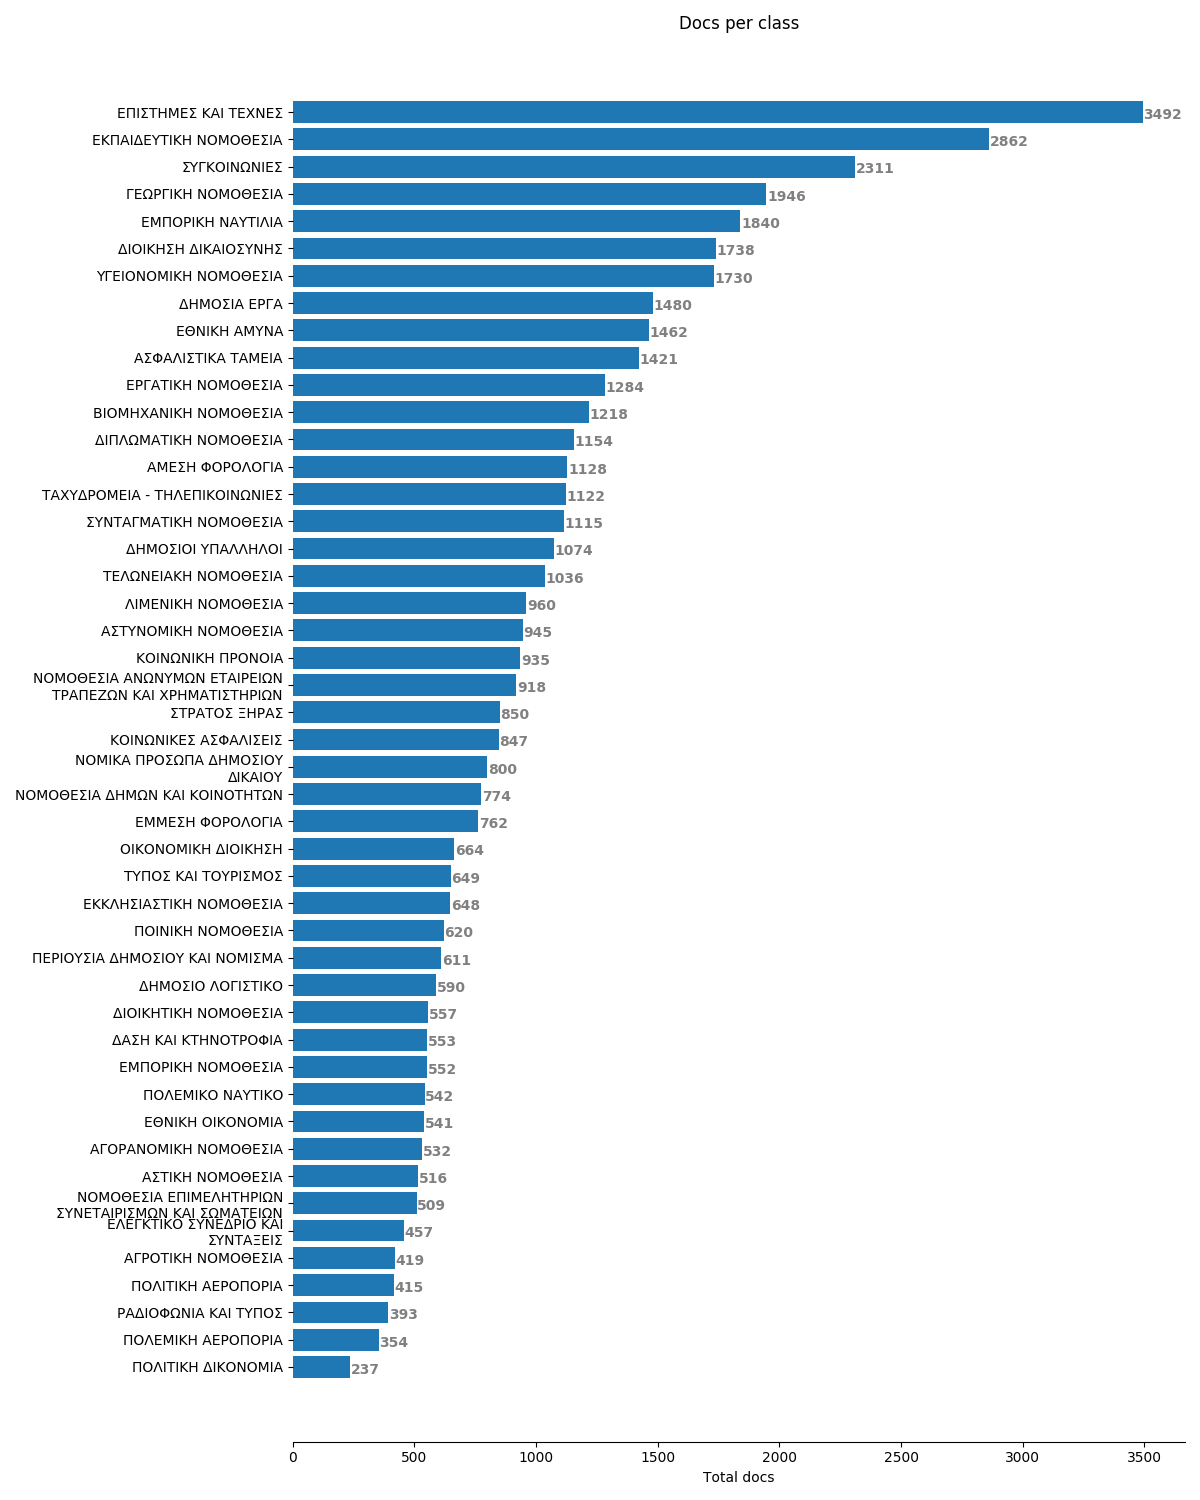 Docs per class
ΕΠΙΣΤΗΜΕΣ ΚΑΙ ΤΕΧΝΕΣ 3492
ΕΚΠΑΙΔΕΥΤΙΚΗ ΝΟΜΟΘΕΣΙΑ 2862
ΣΥΓΚΟΙΝΩΝΙΕΣ 2311
ΓΕΩΡΓΙΚΗ ΝΟΜΟΘΕΣΙΑ 1946
ΕΜΠΟΡΙΚΗ ΝΑΥΤΙΛΙΑ 1840
ΔΙΟΙΚΗΣΗ ΔΙΚΑΙΟΣΥΝΗΣ 1738
ΥΓΕΙΟΝΟΜΙΚΗ ΝΟΜΟΘΕΣΙΑ 1730
ΔΗΜΟΣΙΑ ΕΡΓΑ 1480
ΕΘΝΙΚΗ ΑΜΥΝΑ 1462
ΑΣΦΑΛΙΣΤΙΚΑ ΤΑΜΕΙΑ 1421
ΕΡΓΑΤΙΚΗ ΝΟΜΟΘΕΣΙΑ 1284
ΒΙΟΜΗΧΑΝΙΚΗ ΝΟΜΟΘΕΣΙΑ 1218
ΔΙΠΛΩΜΑΤΙΚΗ ΝΟΜΟΘΕΣΙΑ 1154
ΑΜΕΣΗ ΦΟΡΟΛΟΓΙΑ 1128
ΤΑΧΥΔΡΟΜΕΙΑ - ΤΗΛΕΠΙΚΟΙΝΩΝΙΕΣ 1122
ΣΥΝΤΑΓΜΑΤΙΚΗ ΝΟΜΟΘΕΣΙΑ 1115
ΔΗΜΟΣΙΟΙ ΥΠΑΛΛΗΛΟΙ 1074
ΤΕΛΩΝΕΙΑΚΗ ΝΟΜΟΘΕΣΙΑ 1036
ΛΙΜΕΝΙΚΗ ΝΟΜΟΘΕΣΙΑ 960
ΑΣΤΥΝΟΜΙΚΗ ΝΟΜΟΘΕΣΙΑ 945
ΚΟΙΝΩΝΙΚΗ ΠΡΟΝΟΙΑ 935
ΝΟΜΟΘΕΣΙΑ ΑΝΩΝΥΜΩΝ ΕΤΑΙΡΕΙΩΝ
ΤΡΑΠΕΖΩΝ ΚΑΙ ΧΡΗΜΑΤΙΣΤΗΡΙΩΝ 918
ΣΤΡΑΤΟΣ ΞΗΡΑΣ 850
ΚΟΙΝΩΝΙΚΕΣ ΑΣΦΑΛΙΣΕΙΣ 847
ΝΟΜΙΚΑ ΠΡΟΣΩΠΑ ΔΗΜΟΣΙΟΥ
ΔΙΚΑΙΟΥ 800
ΝΟΜΟΘΕΣΙΑ ΔΗΜΩΝ ΚΑΙ ΚΟΙΝΟΤΗΤΩΝ 774
ΕΜΜΕΣΗ ΦΟΡΟΛΟΓΙΑ 762
ΟΙΚΟΝΟΜΙΚΗ ΔΙΟΙΚΗΣΗ 664
ΤΥΠΟΣ ΚΑΙ ΤΟΥΡΙΣΜΟΣ 649
ΕΚΚΛΗΣΙΑΣΤΙΚΗ ΝΟΜΟΘΕΣΙΑ 648
ΠΟΙΝΙΚΗ ΝΟΜΟΘΕΣΙΑ 620
ΠΕΡΙΟΥΣΙΑ ΔΗΜΟΣΙΟΥ ΚΑΙ ΝΟΜΙΣΜΑ 611
ΔΗΜΟΣΙΟ ΛΟΓΙΣΤΙΚΟ 590
ΔΙΟΙΚΗΤΙΚΗ ΝΟΜΟΘΕΣΙΑ 557
ΔΑΣΗ ΚΑΙ ΚΤΗΝΟΤΡΟΦΙΑ 553
ΕΜΠΟΡΙΚΗ ΝΟΜΟΘΕΣΙΑ 552
ΠΟΛΕΜΙΚΟ ΝΑΥΤΙΚΟ 542
ΕΘΝΙΚΗ ΟΙΚΟΝΟΜΙΑ 541
ΑΓΟΡΑΝΟΜΙΚΗ ΝΟΜΟΘΕΣΙΑ 532
ΑΣΤΙΚΗ ΝΟΜΟΘΕΣΙΑ 516
ΝΟΜΟΘΕΣΙΑ ΕΠΙΜΕΛΗΤΗΡΙΩΝ
ΣΥΝΕΤΑΙΡΙΣΜΩΝ ΚΑΙ ΣΩΜΑΤΕΙΩΝ 509
ΕΛΕΓΚΤΙΚΟ ΣΥΝΕΔΡΙΟ ΚΑΙ
ΣΥΝΤΑΞΕΙΣ 457
ΑΓΡΟΤΙΚΗ ΝΟΜΟΘΕΣΙΑ 419
ΠΟΛΙΤΙΚΗ ΑΕΡΟΠΟΡΙΑ 415
ΡΑΔΙΟΦΩΝΙΑ ΚΑΙ ΤΥΠΟΣ 393
ΠΟΛΕΜΙΚΗ ΑΕΡΟΠΟΡΙΑ 354
ΠΟΛΙΤΙΚΗ ΔΙΚΟΝΟΜΙΑ 237
0 500 1000 1500 2000 2500 3000 3500
Total docs